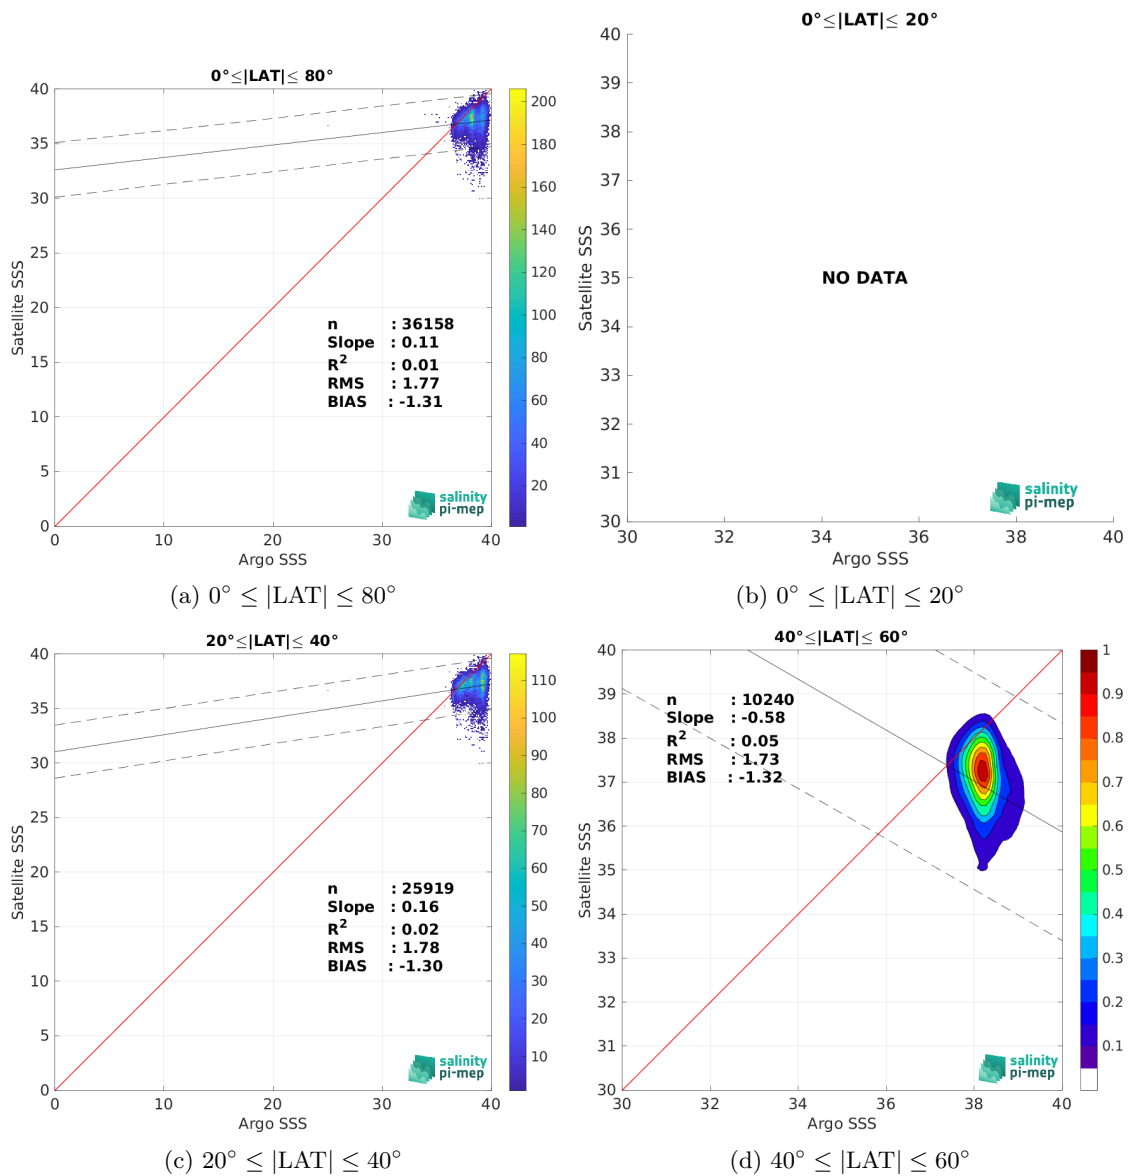 0°≤|LAT|≤ 80°
40
35
30
25
20
15
10
5
0
Satellite SSS
0
10
20
30
40
Argo SSS
n : 36158
Slope : 0.11
R² : 0.01
RMS : 1.77
BIAS : -1.31
salinity
pi-mep
200
180
160
140
120
100
80
60
40
20
(a) 0° ≤ |LAT| ≤ 80°
0°≤|LAT|≤ 20°
40
39
38
37
36
35
34
33
32
31
30
Satellite SSS
NO DATA
30
32
34
36
38
40
Argo SSS
salinity
pi-mep
(b) 0° ≤ |LAT| ≤ 20°
20°≤|LAT|≤ 40°
40
35
30
25
20
15
10
5
0
Satellite SSS
0
10
20
30
40
Argo SSS
n : 25919
Slope : 0.16
R² : 0.02
RMS : 1.78
BIAS : -1.30
salinity
pi-mep
110
100
90
80
70
60
50
40
30
20
10
(c) 20° ≤ |LAT| ≤ 40°
40°≤|LAT|≤ 60°
40
39
38
37
36
35
34
33
32
31
30
Satellite SSS
30
32
34
36
38
40
Argo SSS
n : 10240
Slope : -0.58
R² : 0.05
RMS : 1.73
BIAS : -1.32
salinity
pi-mep
1
0.9
0.8
0.7
0.6
0.5
0.4
0.3
0.2
0.1
(d) 40° ≤ |LAT| ≤ 60°